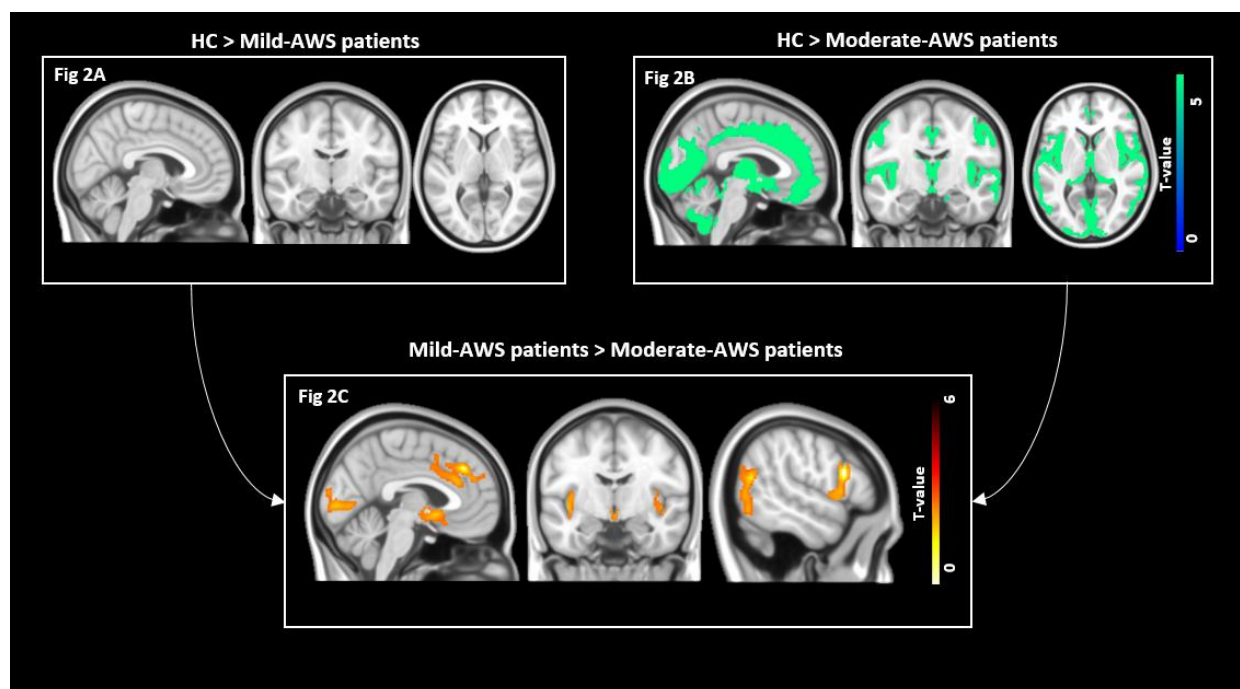 HC > Mild-AWS patients
HC > Moderate-AWS patients
Fig 2A
Fig 2B
5
T-value
0
Mild-AWS patients > Moderate-AWS patients
Fig 2C
6
T-value
0